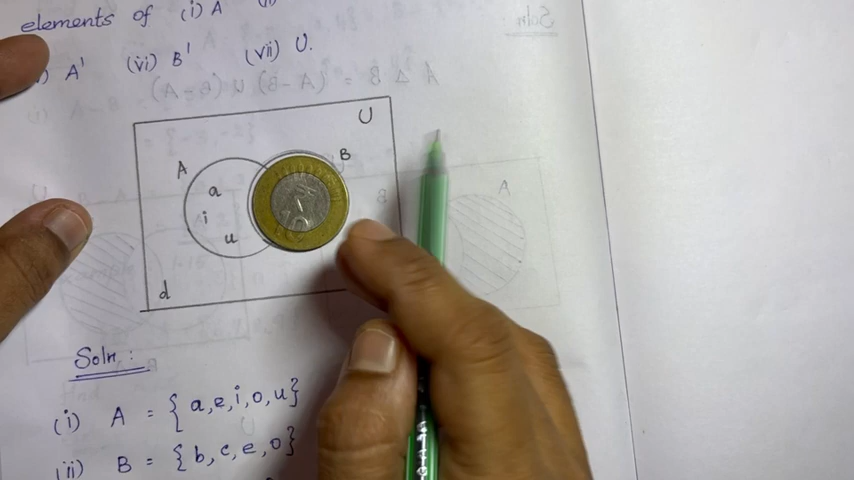 elements of (i) A
A' (vi) B' (vii) U.
U
A
B
a
i
u
d
Soln:
(i) A = {a,e,i,o,u}
(ii) B = {b,c,e,o}